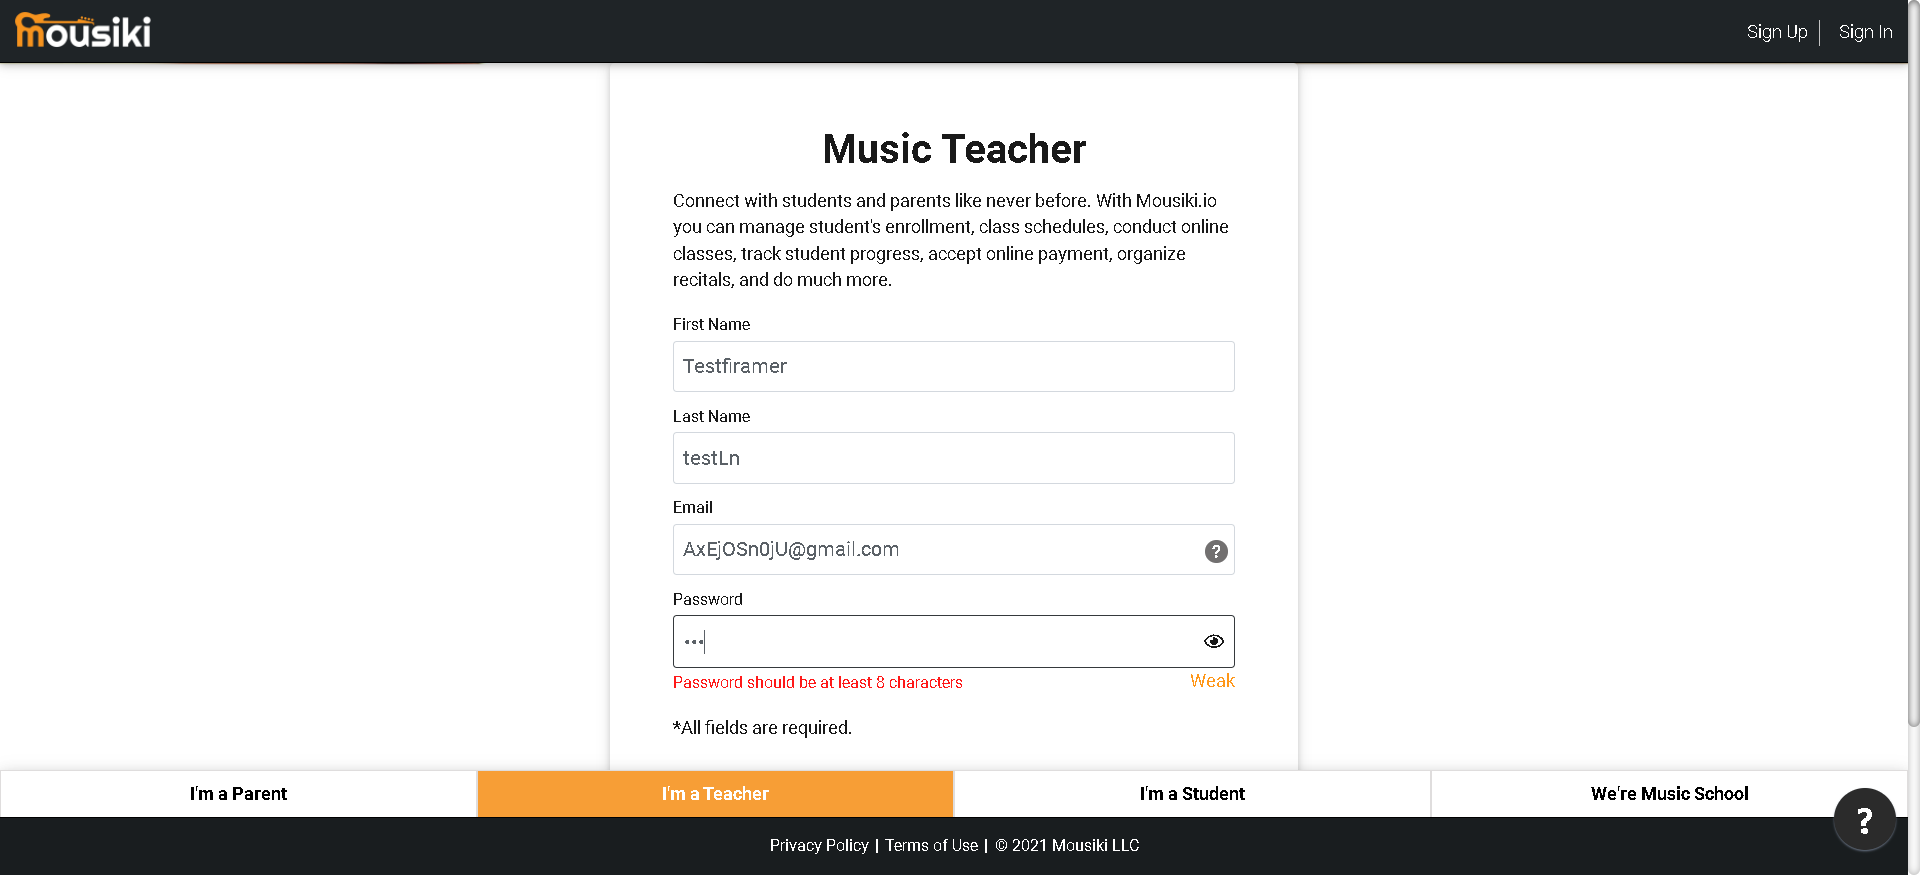 mousiki
Sign Up
Sign In
Music Teacher
Connect with students and parents like never before. With Mousiki.io
you can manage student's enrollment, class schedules, conduct online
classes, track student progress, accept online payment, organize
recitals, and do much more.
First Name
Testfiramer
Last Name
testLn
Email
AxEjOSn0jU@gmail.com
?
Password
•••
Password should be at least 8 characters
Weak
*All fields are required.
I'm a Parent
I'm a Teacher
I'm a Student
We're Music School
?
Privacy Policy | Terms of Use | © 2021 Mousiki LLC